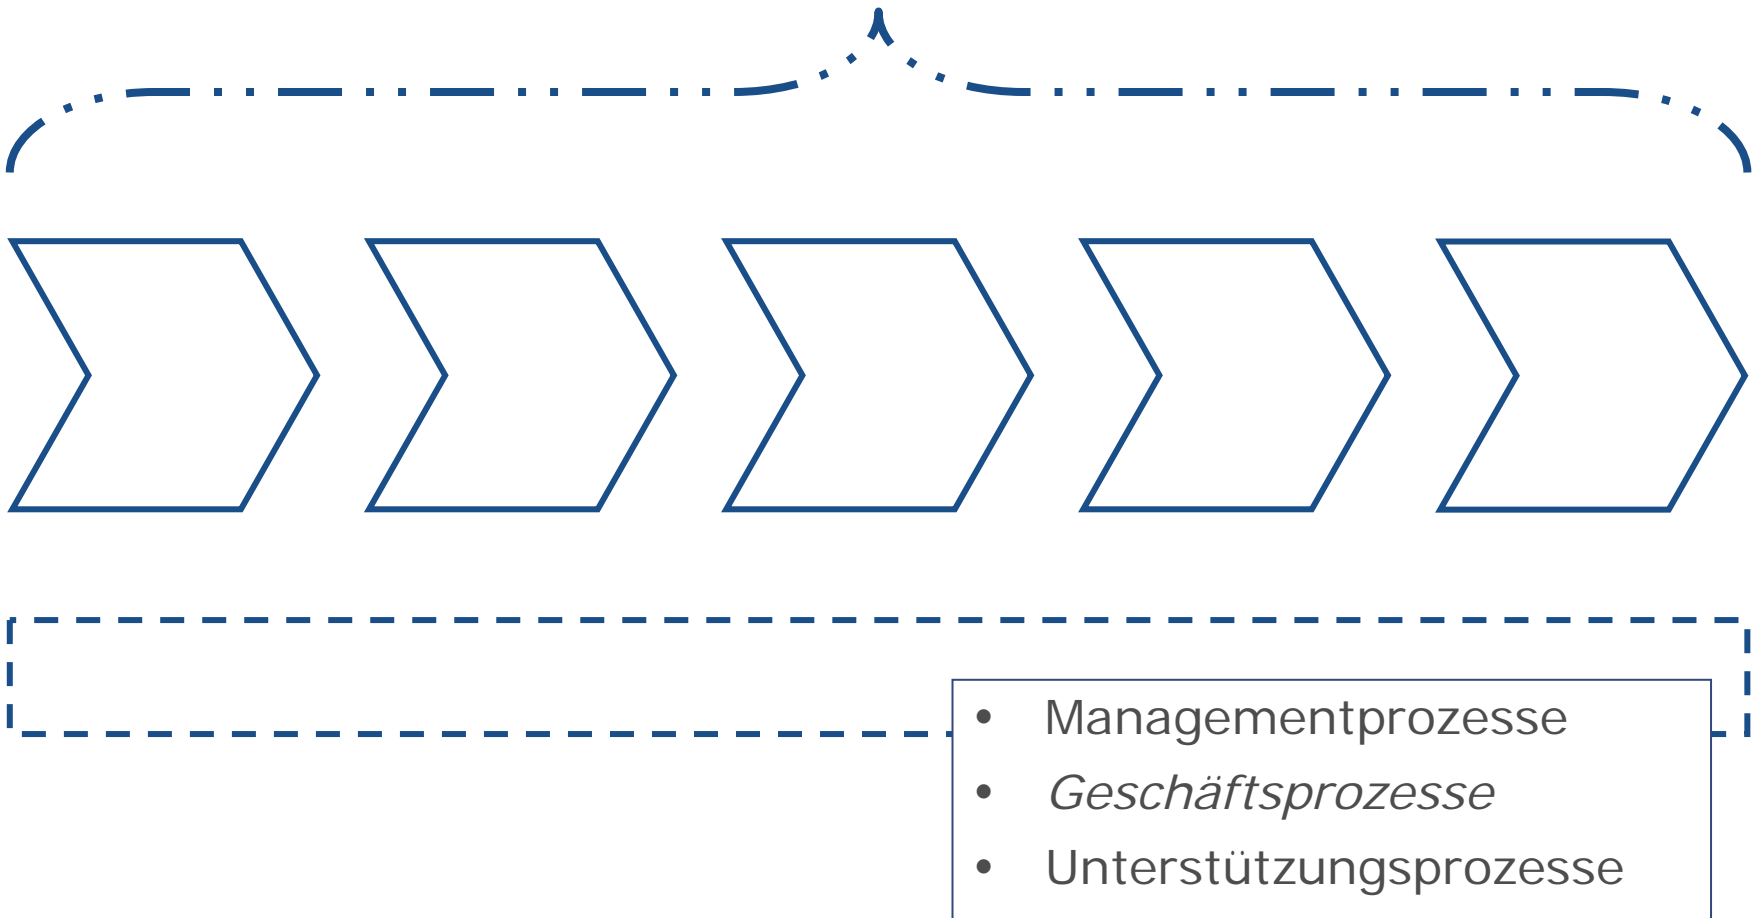 • Managementprozesse
• Geschäftsprozesse
• Unterstützungsprozesse